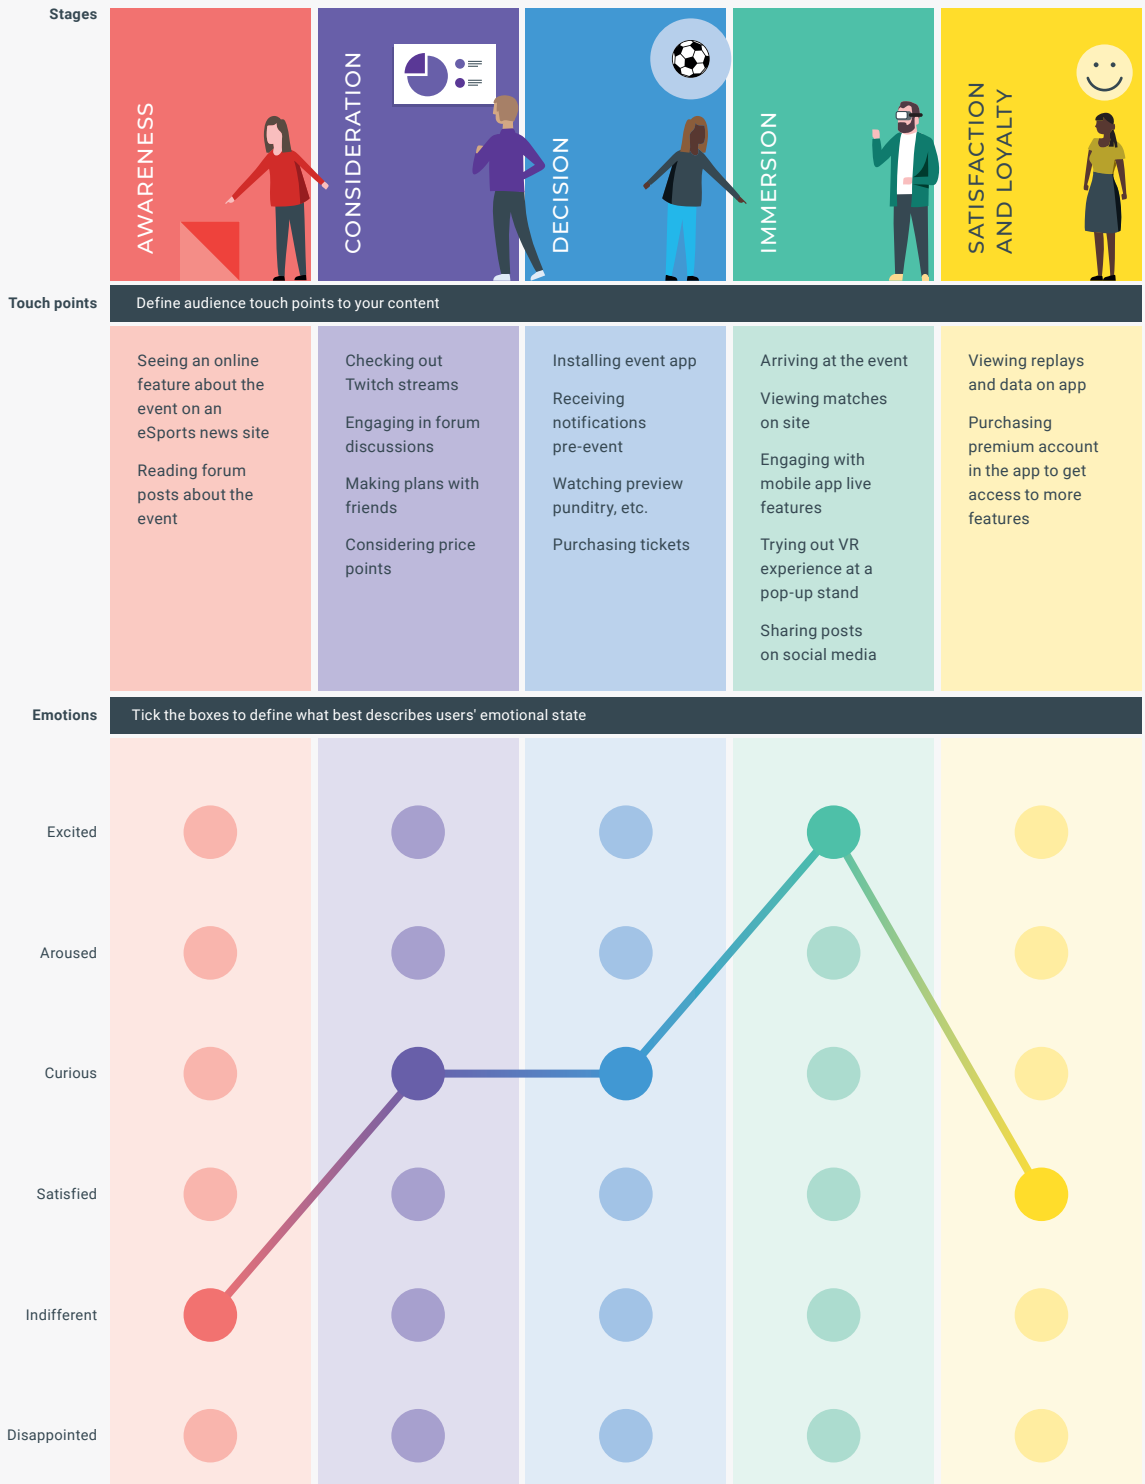 Stages
AWARENESS
CONSIDERATION
DECISION
IMMERSION
SATISFACTION
AND LOYALTY
Touch points
Define audience touch points to your content
Seeing an online
feature about the
event on an
eSports news site
Reading forum
posts about the
event
Checking out
Twitch streams
Engaging in forum
discussions
Making plans with
friends
Considering price
points
Installing event app
Receiving
notifications
pre-event
Watching preview
punditry, etc.
Purchasing tickets
Arriving at the event
Viewing matches
on site
Engaging with
mobile app live
features
Trying out VR
experience at a
pop-up stand
Sharing posts
on social media
Viewing replays
and data on app
Purchasing
premium account
in the app to get
access to more
features
Emotions
Tick the boxes to define what best describes users' emotional state
Excited
Aroused
Curious
Satisfied
Indifferent
Disappointed